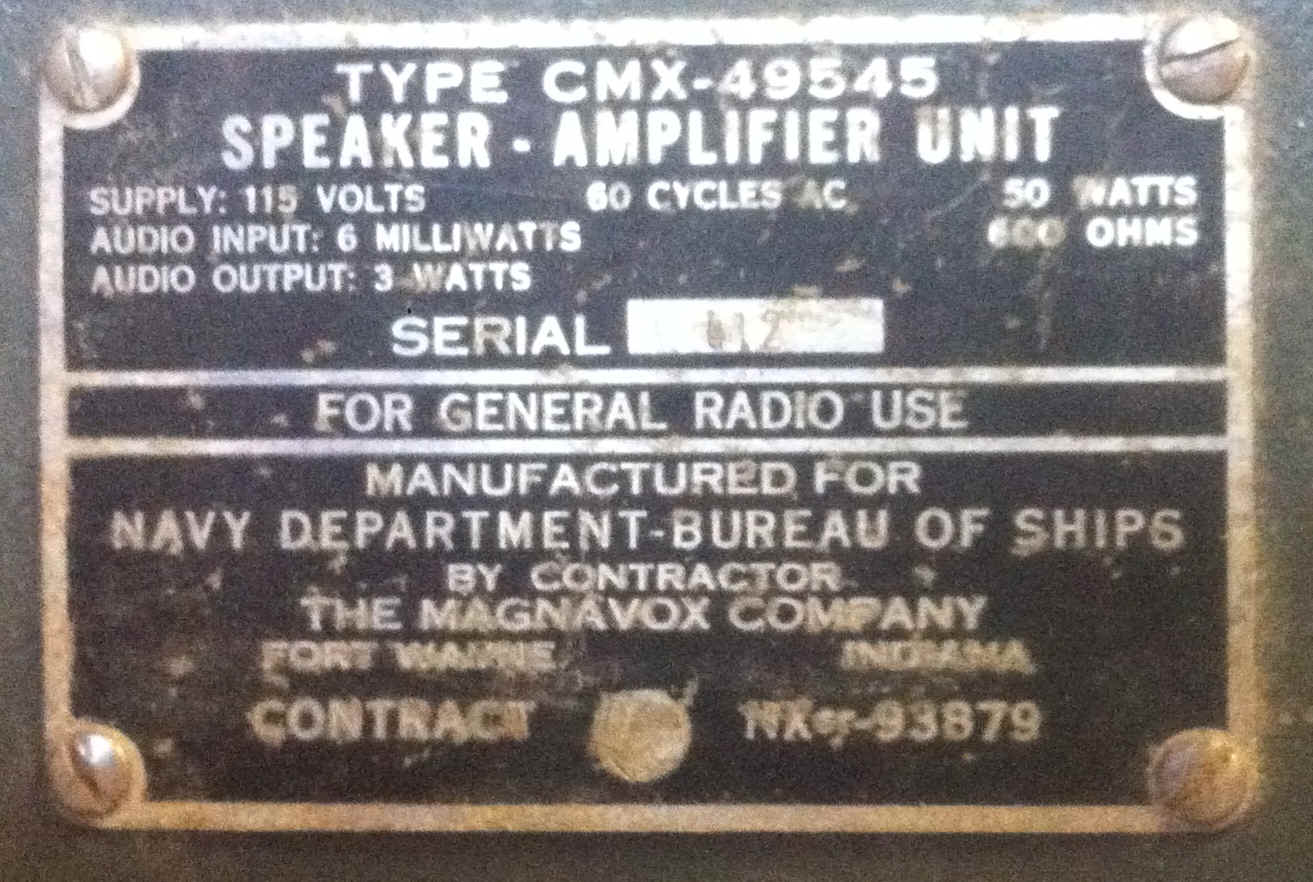 TYPE CMX-49545
SPEAKER - AMPLIFIER UNIT
SUPPLY: 115 VOLTS 60 CYCLES AC 50 WATTS
AUDIO INPUT: 6 MILLIWATTS 600 OHMS
AUDIO OUTPUT: 3 WATTS
SERIAL
FOR GENERAL RADIO USE
MANUFACTURED FOR
NAVY DEPARTMENT-BUREAU OF SHIPS
BY CONTRACTOR
THE MAGNAVOX COMPANY
FORT WAYNE INDIANA
CONTRACT NXsr-93879